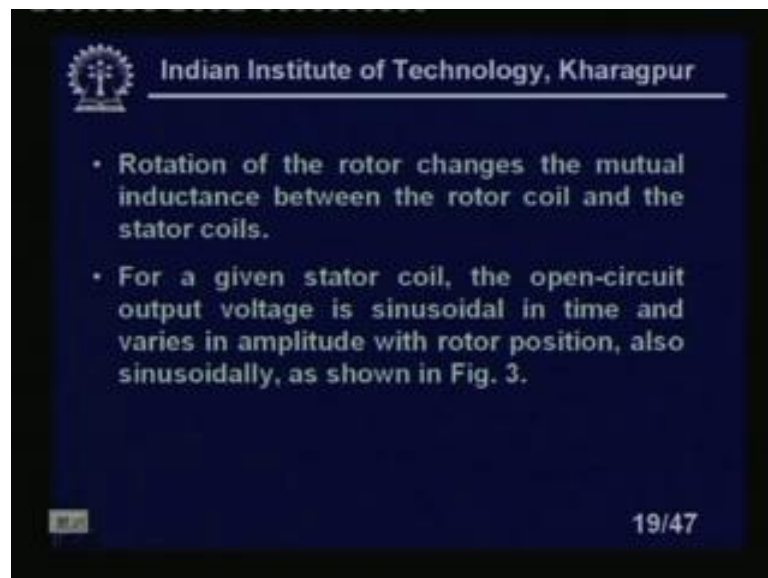 Indian Institute of Technology, Kharagpur
• Rotation of the rotor changes the mutual
inductance between the rotor coil and the
stator coils.
• For a given stator coil, the open-circuit
output voltage is sinusoidal in time and
varies in amplitude with rotor position, also
sinusoidally, as shown in Fig. 3.
19/47